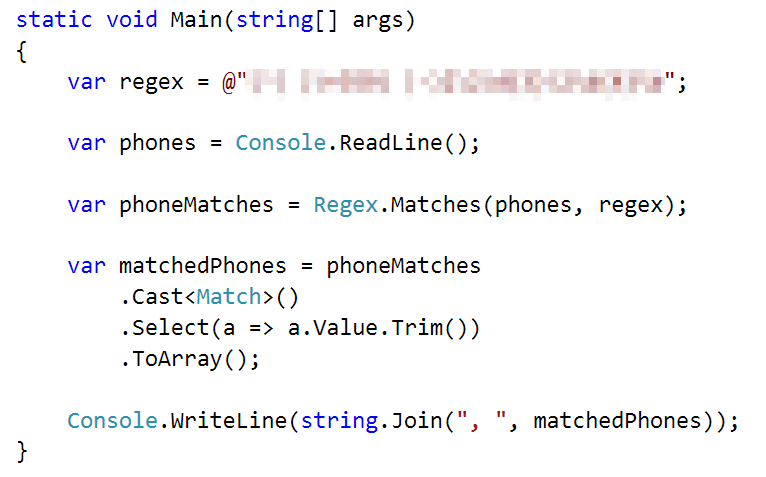 static void Main(string[] args)
{
    var regex = @"";

    var phones = Console.ReadLine();

    var phoneMatches = Regex.Matches(phones, regex);

    var matchedPhones = phoneMatches
        .Cast<Match>()
        .Select(a => a.Value.Trim())
        .ToArray();

    Console.WriteLine(string.Join(", ", matchedPhones));
}